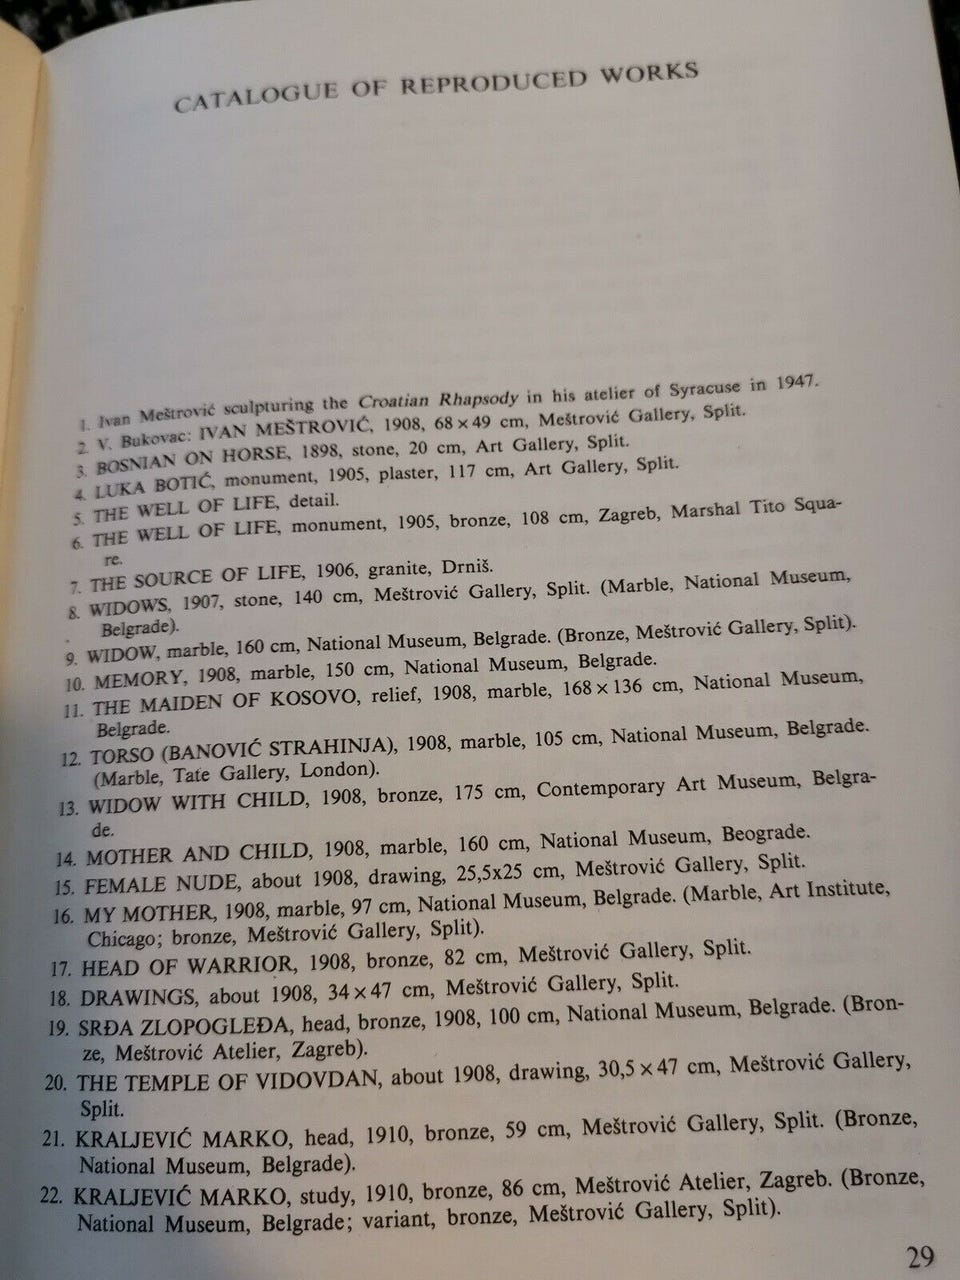 CATALOGUE OF REPRODUCED WORKS
1. Ivan Meštrović sculpturing the Croatian Rhapsody in his atelier of Syracuse in 1947.
2. V. Bukovac: IVAN MEŠTROVIĆ, 1908, 68 × 49 cm, Meštrović Gallery, Split.
3. BOSNIAN ON HORSE, 1898, stone, 20 cm, Art Gallery, Split.
4. LUKA BOTIĆ, monument, 1905, plaster, 117 cm, Art Gallery, Split.
5. THE WELL OF LIFE, detail.
6. THE WELL OF LIFE, monument, 1905, bronze, 108 cm, Zagreb, Marshal Tito Squa-
re.
7. THE SOURCE OF LIFE, 1906, granite, Drniš.
8. WIDOWS, 1907, stone, 140 cm, Meštrović Gallery, Split. (Marble, National Museum,
Belgrade).
9. WIDOW, marble, 160 cm, National Museum, Belgrade. (Bronze, Meštrović Gallery, Split).
10. MEMORY, 1908, marble, 150 cm, National Museum, Belgrade.
11. THE MAIDEN OF KOSOVO, relief, 1908, marble, 168 × 136 cm, National Museum,
Belgrade.
12. TORSO (BANOVIĆ STRAHINJA), 1908, marble, 105 cm, National Museum, Belgrade.
(Marble, Tate Gallery, London).
13. WIDOW WITH CHILD, 1908, bronze, 175 cm, Contemporary Art Museum, Belgra-
de.
14. MOTHER AND CHILD, 1908, marble, 160 cm, National Museum, Beograde.
15. FEMALE NUDE, about 1908, drawing, 25,5x25 cm, Meštrović Gallery, Split.
16. MY MOTHER, 1908, marble, 97 cm, National Museum, Belgrade. (Marble, Art Institute,
Chicago; bronze, Meštrović Gallery, Split).
17. HEAD OF WARRIOR, 1908, bronze, 82 cm, Meštrović Gallery, Split.
18. DRAWINGS, about 1908, 34 × 47 cm, Meštrović Gallery, Split.
19. SRĐA ZLOPOGLEĐA, head, bronze, 1908, 100 cm, National Museum, Belgrade. (Bron-
ze, Meštrović Atelier, Zagreb).
20. THE TEMPLE OF VIDOVDAN, about 1908, drawing, 30,5 × 47 cm, Meštrović Gallery,
Split.
21. KRALJEVIĆ MARKO, head, 1910, bronze, 59 cm, Meštrović Gallery, Split. (Bronze,
National Museum, Belgrade).
22. KRALJEVIĆ MARKO, study, 1910, bronze, 86 cm, Meštrović Atelier, Zagreb. (Bronze,
National Museum, Belgrade; variant, bronze, Meštrović Gallery, Split).
29